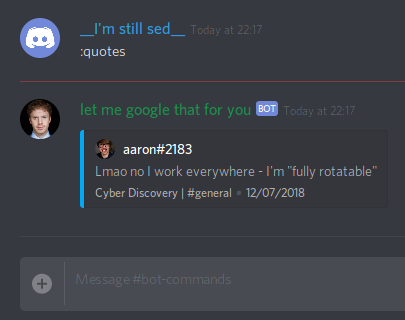 __I'm still sed__ Today at 22:17
:quotes
let me google that for you BOT Today at 22:17
aaron#2183
Lmao no I work everywhere - I'm "fully rotatable"
Cyber Discovery | #general • 12/07/2018
Message #bot-commands